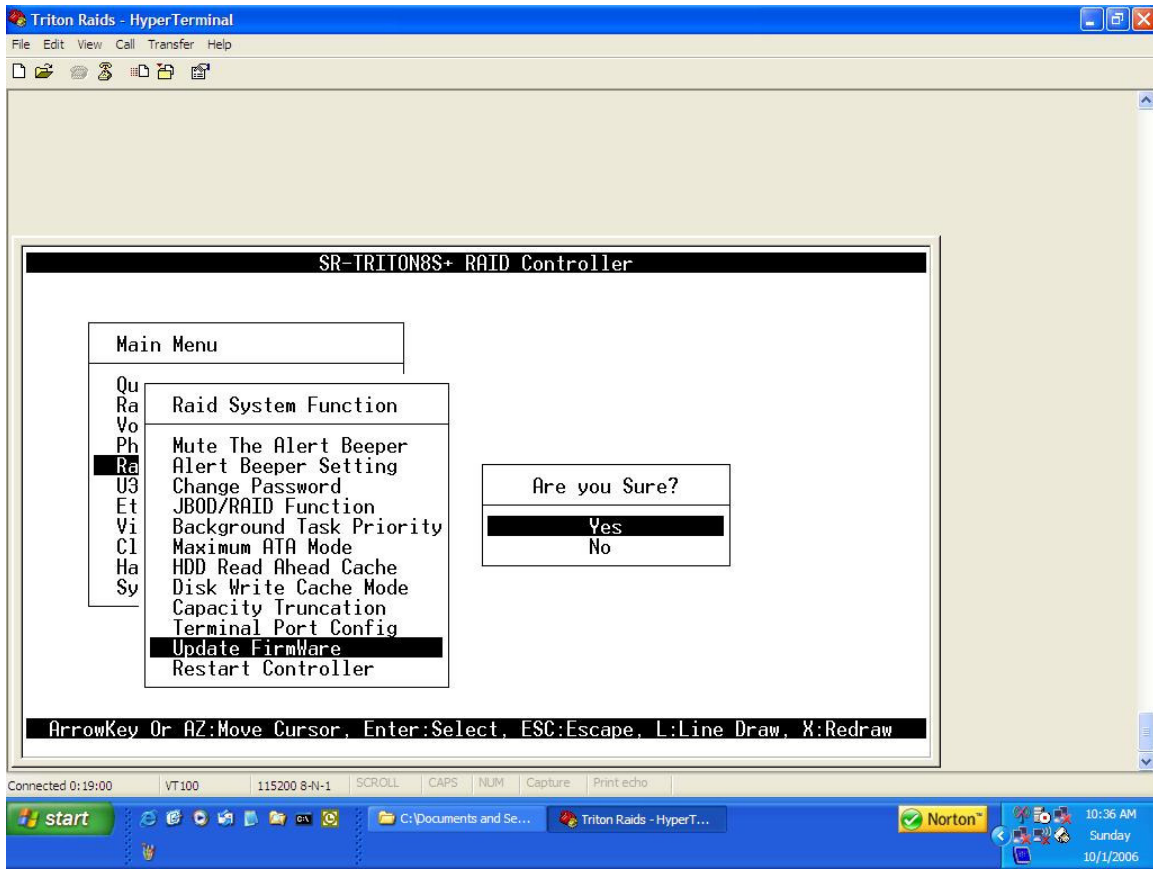 Triton Raids - HyperTerminal
File Edit View Call Transfer Help
SR-TRITON8S+ RAID Controller
Main Menu
Qu
Ra
Vo
Ph
Ra
U3
Et
Vi
Cl
Ha
Sy
Raid System Function
Mute The Alert Beeper
Alert Beeper Setting
Change Password
JBOD/RAID Function
Background Task Priority
Maximum ATA Mode
HDD Read Ahead Cache
Disk Write Cache Mode
Capacity Truncation
Terminal Port Config
Update FirmWare
Restart Controller
Are you Sure?
Yes
No
ArrowKey Or AZ:Move Cursor, Enter:Select, ESC:Escape, L:Line Draw, X:Redraw
Connected 0:19:00 VT100 115200 8-N-1 SCROLL CAPS NUM Capture Print echo
start C:\Documents and Se... Triton Raids - HyperT... Norton™ 10:36 AM
Sunday
10/1/2006